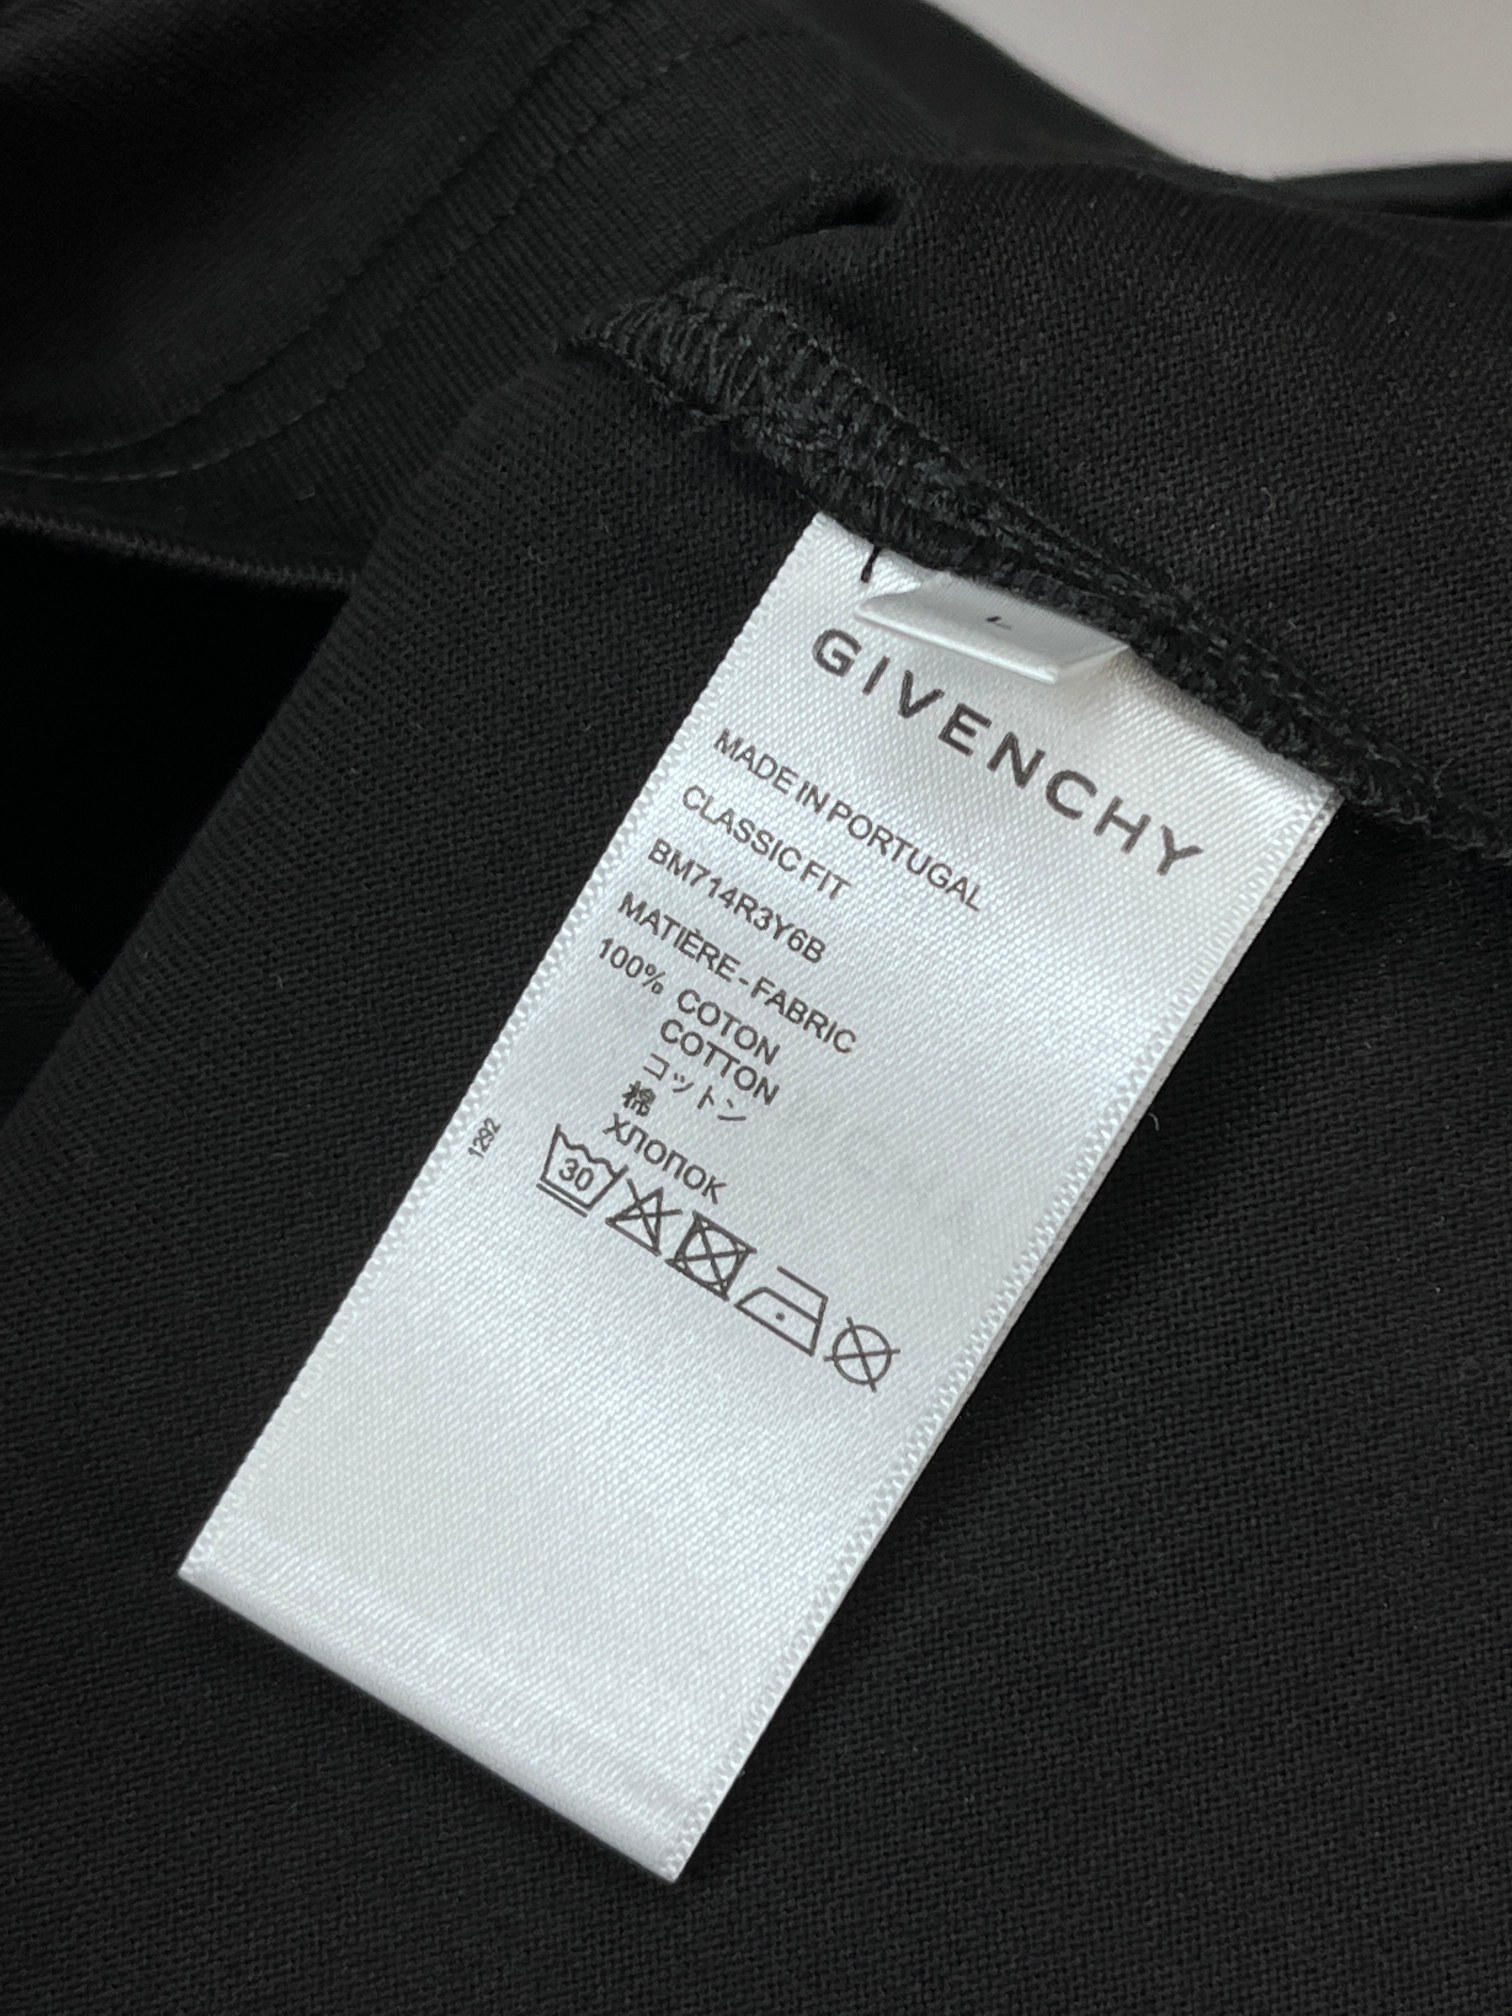 GIVENCHY
MADE IN PORTUGAL
CLASSIC FIT
BM714R3Y6B
MATIÈRE - FABRIC
100% COTON
COTTON
コットン
棉
ХЛОПОК
1292
30